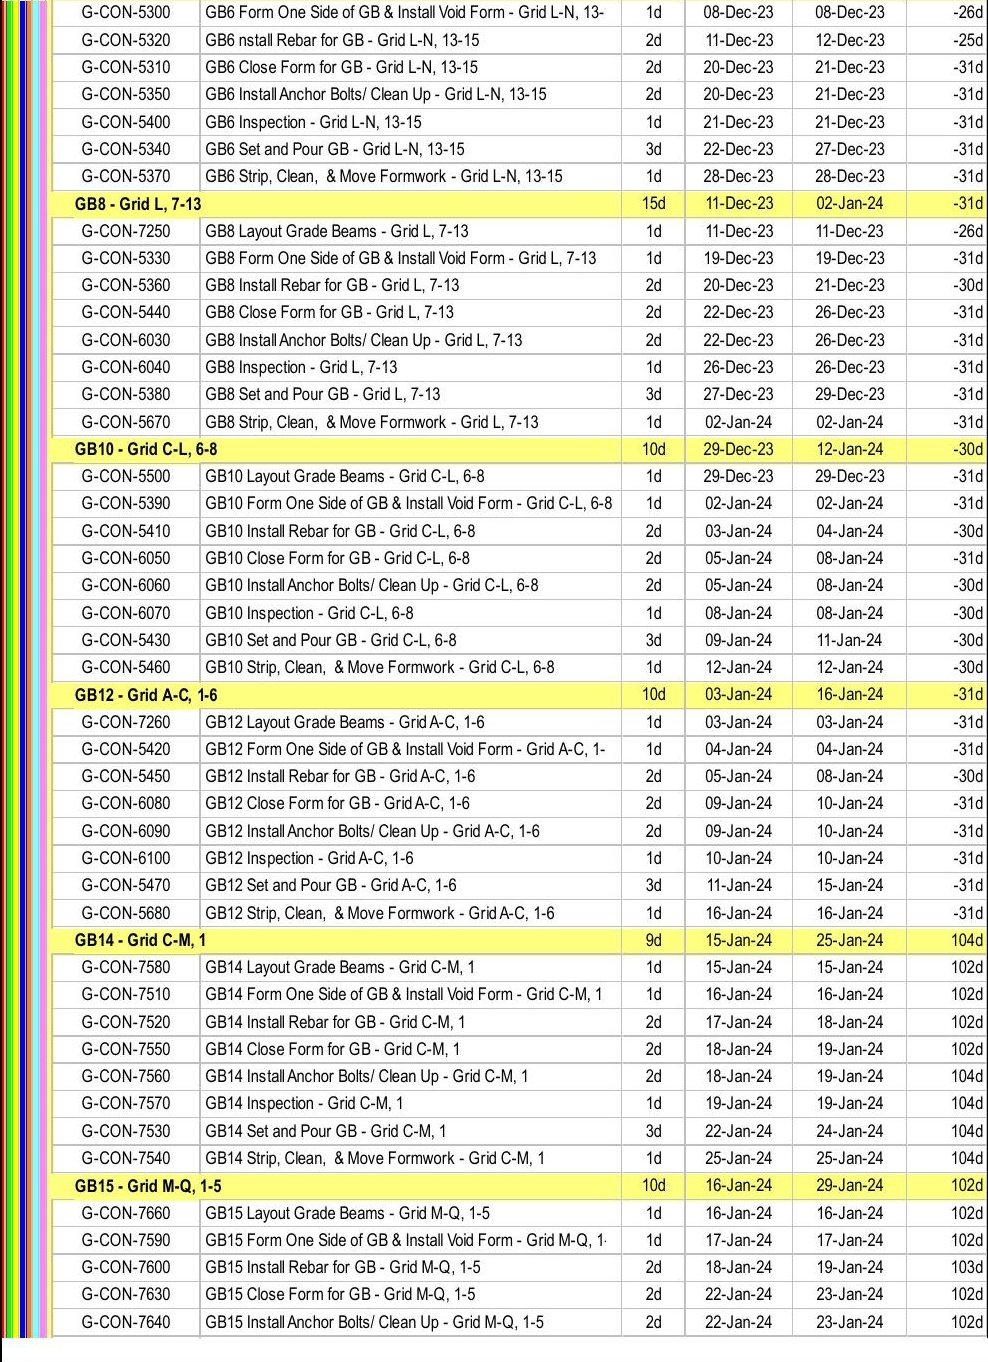 G-CON-5300 GB6 Form One Side of GB & Install Void Form - Grid L-N, 13- 1d 08-Dec-23 08-Dec-23 -26d
G-CON-5320 GB6 nstall Rebar for GB - Grid L-N, 13-15 2d 11-Dec-23 12-Dec-23 -25d
G-CON-5310 GB6 Close Form for GB - Grid L-N, 13-15 2d 20-Dec-23 21-Dec-23 -31d
G-CON-5350 GB6 Install Anchor Bolts/ Clean Up - Grid L-N, 13-15 2d 20-Dec-23 21-Dec-23 -31d
G-CON-5400 GB6 Inspection - Grid L-N, 13-15 1d 21-Dec-23 21-Dec-23 -31d
G-CON-5340 GB6 Set and Pour GB - Grid L-N, 13-15 3d 22-Dec-23 27-Dec-23 -31d
G-CON-5370 GB6 Strip, Clean, & Move Formwork - Grid L-N, 13-15 1d 28-Dec-23 28-Dec-23 -31d
GB8 - Grid L, 7-13 15d 11-Dec-23 02-Jan-24 -31d
G-CON-7250 GB8 Layout Grade Beams - Grid L, 7-13 1d 11-Dec-23 11-Dec-23 -26d
G-CON-5330 GB8 Form One Side of GB & Install Void Form - Grid L, 7-13 1d 19-Dec-23 19-Dec-23 -31d
G-CON-5360 GB8 Install Rebar for GB - Grid L, 7-13 2d 20-Dec-23 21-Dec-23 -30d
G-CON-5440 GB8 Close Form for GB - Grid L, 7-13 2d 22-Dec-23 26-Dec-23 -31d
G-CON-6030 GB8 Install Anchor Bolts/ Clean Up - Grid L, 7-13 2d 22-Dec-23 26-Dec-23 -31d
G-CON-6040 GB8 Inspection - Grid L, 7-13 1d 26-Dec-23 26-Dec-23 -31d
G-CON-5380 GB8 Set and Pour GB - Grid L, 7-13 3d 27-Dec-23 29-Dec-23 -31d
G-CON-5670 GB8 Strip, Clean, & Move Formwork - Grid L, 7-13 1d 02-Jan-24 02-Jan-24 -31d
GB10 - Grid C-L, 6-8 10d 29-Dec-23 12-Jan-24 -30d
G-CON-5500 GB10 Layout Grade Beams - Grid C-L, 6-8 1d 29-Dec-23 29-Dec-23 -31d
G-CON-5390 GB10 Form One Side of GB & Install Void Form - Grid C-L, 6-8 1d 02-Jan-24 02-Jan-24 -31d
G-CON-5410 GB10 Install Rebar for GB - Grid C-L, 6-8 2d 03-Jan-24 04-Jan-24 -30d
G-CON-6050 GB10 Close Form for GB - Grid C-L, 6-8 2d 05-Jan-24 08-Jan-24 -31d
G-CON-6060 GB10 Install Anchor Bolts/ Clean Up - Grid C-L, 6-8 2d 05-Jan-24 08-Jan-24 -30d
G-CON-6070 GB10 Inspection - Grid C-L, 6-8 1d 08-Jan-24 08-Jan-24 -30d
G-CON-5430 GB10 Set and Pour GB - Grid C-L, 6-8 3d 09-Jan-24 11-Jan-24 -30d
G-CON-5460 GB10 Strip, Clean, & Move Formwork - Grid C-L, 6-8 1d 12-Jan-24 12-Jan-24 -30d
GB12 - Grid A-C, 1-6 10d 03-Jan-24 16-Jan-24 -31d
G-CON-7260 GB12 Layout Grade Beams - Grid A-C, 1-6 1d 03-Jan-24 03-Jan-24 -31d
G-CON-5420 GB12 Form One Side of GB & Install Void Form - Grid A-C, 1- 1d 04-Jan-24 04-Jan-24 -31d
G-CON-5450 GB12 Install Rebar for GB - Grid A-C, 1-6 2d 05-Jan-24 08-Jan-24 -30d
G-CON-6080 GB12 Close Form for GB - Grid A-C, 1-6 2d 09-Jan-24 10-Jan-24 -31d
G-CON-6090 GB12 Install Anchor Bolts/ Clean Up - Grid A-C, 1-6 2d 09-Jan-24 10-Jan-24 -31d
G-CON-6100 GB12 Inspection - Grid A-C, 1-6 1d 10-Jan-24 10-Jan-24 -31d
G-CON-5470 GB12 Set and Pour GB - Grid A-C, 1-6 3d 11-Jan-24 15-Jan-24 -31d
G-CON-5680 GB12 Strip, Clean, & Move Formwork - Grid A-C, 1-6 1d 16-Jan-24 16-Jan-24 -31d
GB14 - Grid C-M, 1 9d 15-Jan-24 25-Jan-24 104d
G-CON-7580 GB14 Layout Grade Beams - Grid C-M, 1 1d 15-Jan-24 15-Jan-24 102d
G-CON-7510 GB14 Form One Side of GB & Install Void Form - Grid C-M, 1 1d 16-Jan-24 16-Jan-24 102d
G-CON-7520 GB14 Install Rebar for GB - Grid C-M, 1 2d 17-Jan-24 18-Jan-24 102d
G-CON-7550 GB14 Close Form for GB - Grid C-M, 1 2d 18-Jan-24 19-Jan-24 102d
G-CON-7560 GB14 Install Anchor Bolts/ Clean Up - Grid C-M, 1 2d 18-Jan-24 19-Jan-24 104d
G-CON-7570 GB14 Inspection - Grid C-M, 1 1d 19-Jan-24 19-Jan-24 104d
G-CON-7530 GB14 Set and Pour GB - Grid C-M, 1 3d 22-Jan-24 24-Jan-24 104d
G-CON-7540 GB14 Strip, Clean, & Move Formwork - Grid C-M, 1 1d 25-Jan-24 25-Jan-24 104d
GB15 - Grid M-Q, 1-5 10d 16-Jan-24 29-Jan-24 102d
G-CON-7660 GB15 Layout Grade Beams - Grid M-Q, 1-5 1d 16-Jan-24 16-Jan-24 102d
G-CON-7590 GB15 Form One Side of GB & Install Void Form - Grid M-Q, 1- 1d 17-Jan-24 17-Jan-24 102d
G-CON-7600 GB15 Install Rebar for GB - Grid M-Q, 1-5 2d 18-Jan-24 19-Jan-24 103d
G-CON-7630 GB15 Close Form for GB - Grid M-Q, 1-5 2d 22-Jan-24 23-Jan-24 102d
G-CON-7640 GB15 Install Anchor Bolts/ Clean Up - Grid M-Q, 1-5 2d 22-Jan-24 23-Jan-24 102d